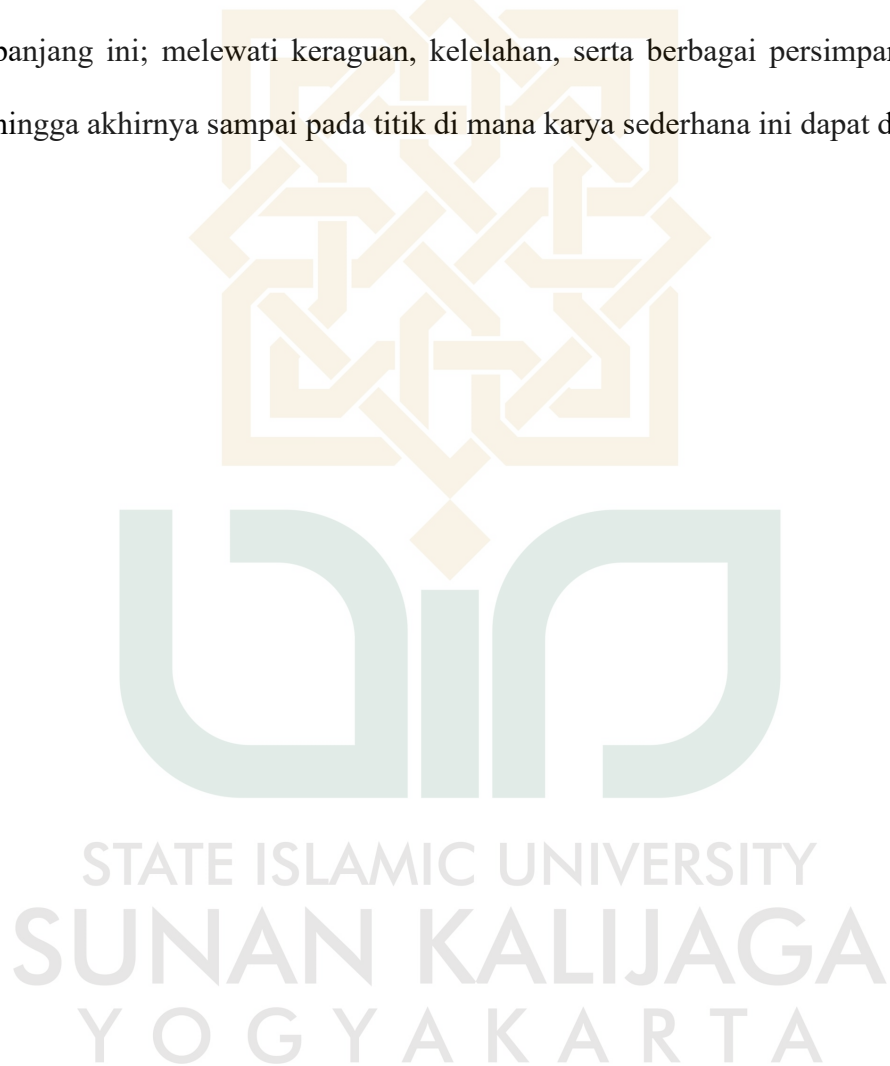 panjang ini; melewati keraguan, kelelahan, serta berbagai
hingga akhirnya sampai pada titik di mana karya sederhana ini dapat
STATE ISLAMIC UNIVERSITY
SUNAN KALIJAGA
YOGYAKARTA